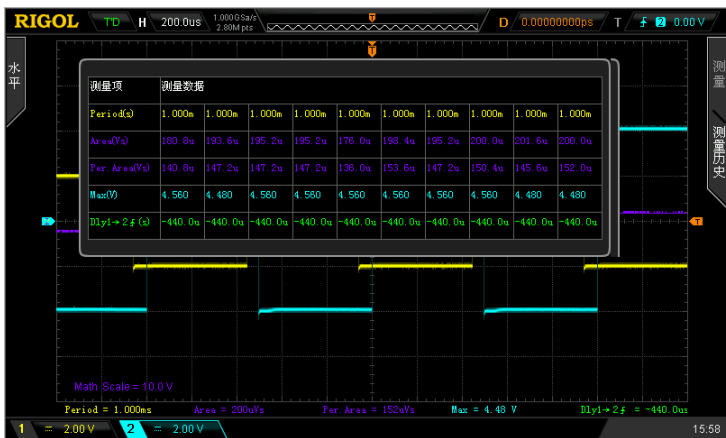 RIGOL T'D H 200.0us 1.000GSa/s 2.80M pts D 0.00000000ps T 2 0.00 V
T
水平
测量
测量历史
测量项 测量数据
Period(s) 1.000m 1.000m 1.000m 1.000m 1.000m 1.000m 1.000m 1.000m 1.000m 1.000m
Area(Vs) 180.8u 193.6u 195.2u 195.2u 176.0u 198.4u 195.2u 200.0u 201.6u 200.0u
Per.Area(Vs) 140.8u 147.2u 147.2u 147.2u 136.0u 153.6u 147.2u 150.4u 145.6u 152.0u
Max(V) 4.560 4.480 4.560 4.560 4.560 4.560 4.560 4.560 4.480 4.480
Dly1→2⨍(s) -440.0u -440.0u -440.0u -440.0u -440.0u -440.0u -440.0u -440.0u -440.0u -440.0u
T T
Math Scale = 10.0 V
Period = 1.000ms Area = 200uVs Per.Area = 152uVs Max = 4.48 V Dly1→2⨍ = -440.0us
1 = 2.00 V 2 = 2.00 V 15:58